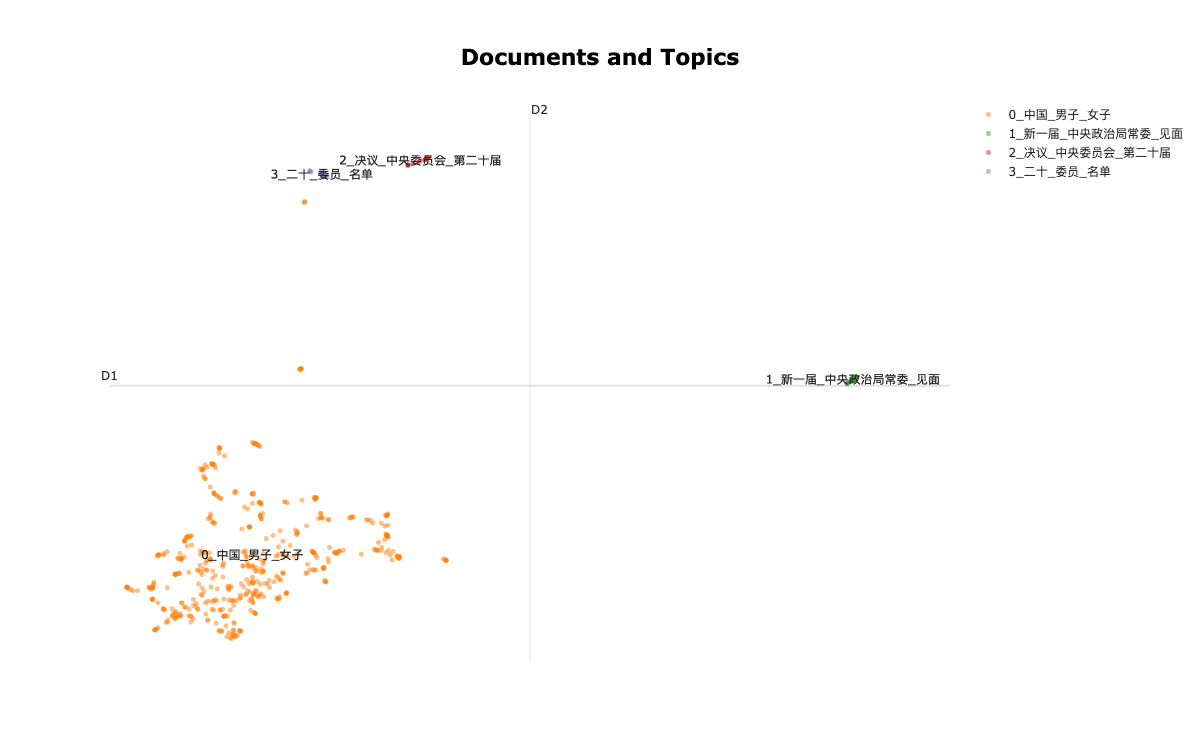 Documents and Topics
D2
0_中国_男子_女子
1_新一届_中央政治局常委_见面
2_决议_中央委员会_第二十届
3_二十_委员_名单
2_决议_中央委员会_第二十届
3_二十_委员_名单
D1
1_新一届_中央政治局常委_见面
0_中国_男子_女子